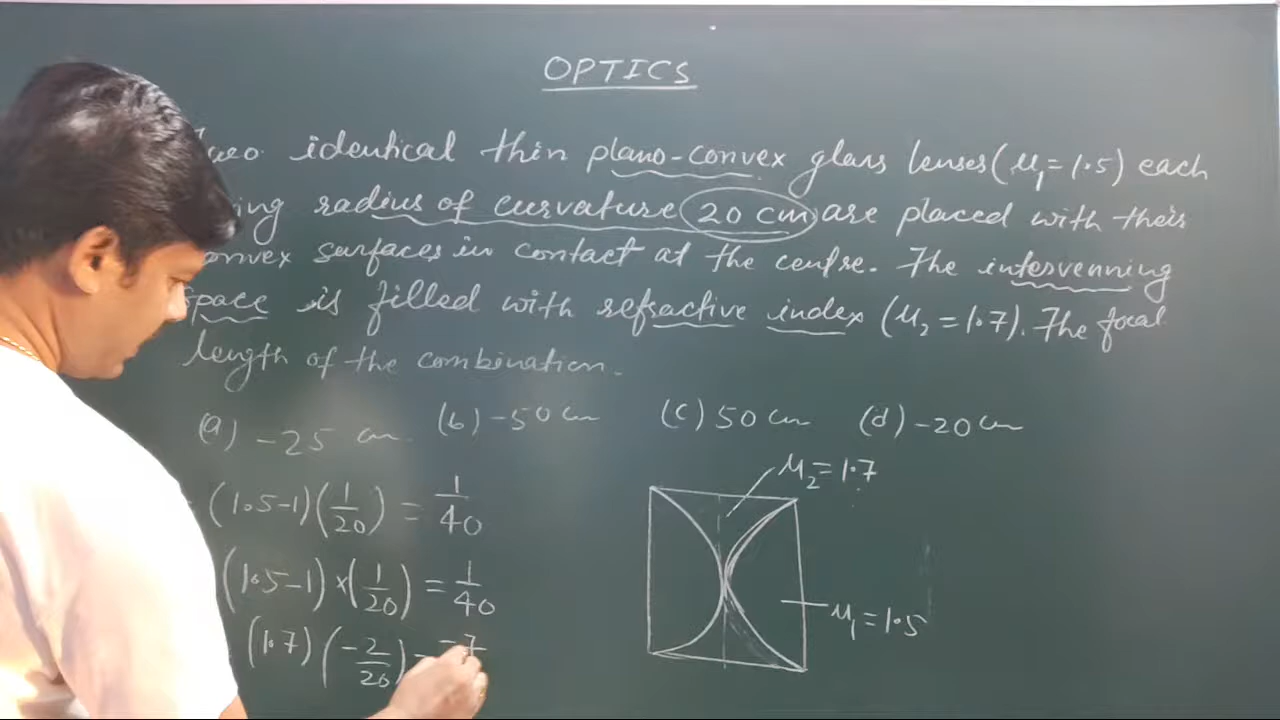 OPTICS
identical thin plano-convex glass lenses (μ₁ = 1.5) each
radius of curvature 20 cm are placed with their
surfaces in contact at the centre. The intervenning
space is filled with refractive index (μ₂ = 1.7). The focal
length of the combination.
(a) -25 cm. (b) -50 cm (c) 50 cm (d) -20 cm
(1.5-1)(1/20) = 1/40
μ₂ = 1.7
(1.5-1)×(1/20) = 1/40
μ₁ = 1.5
(1.7)(-2/20) = -7